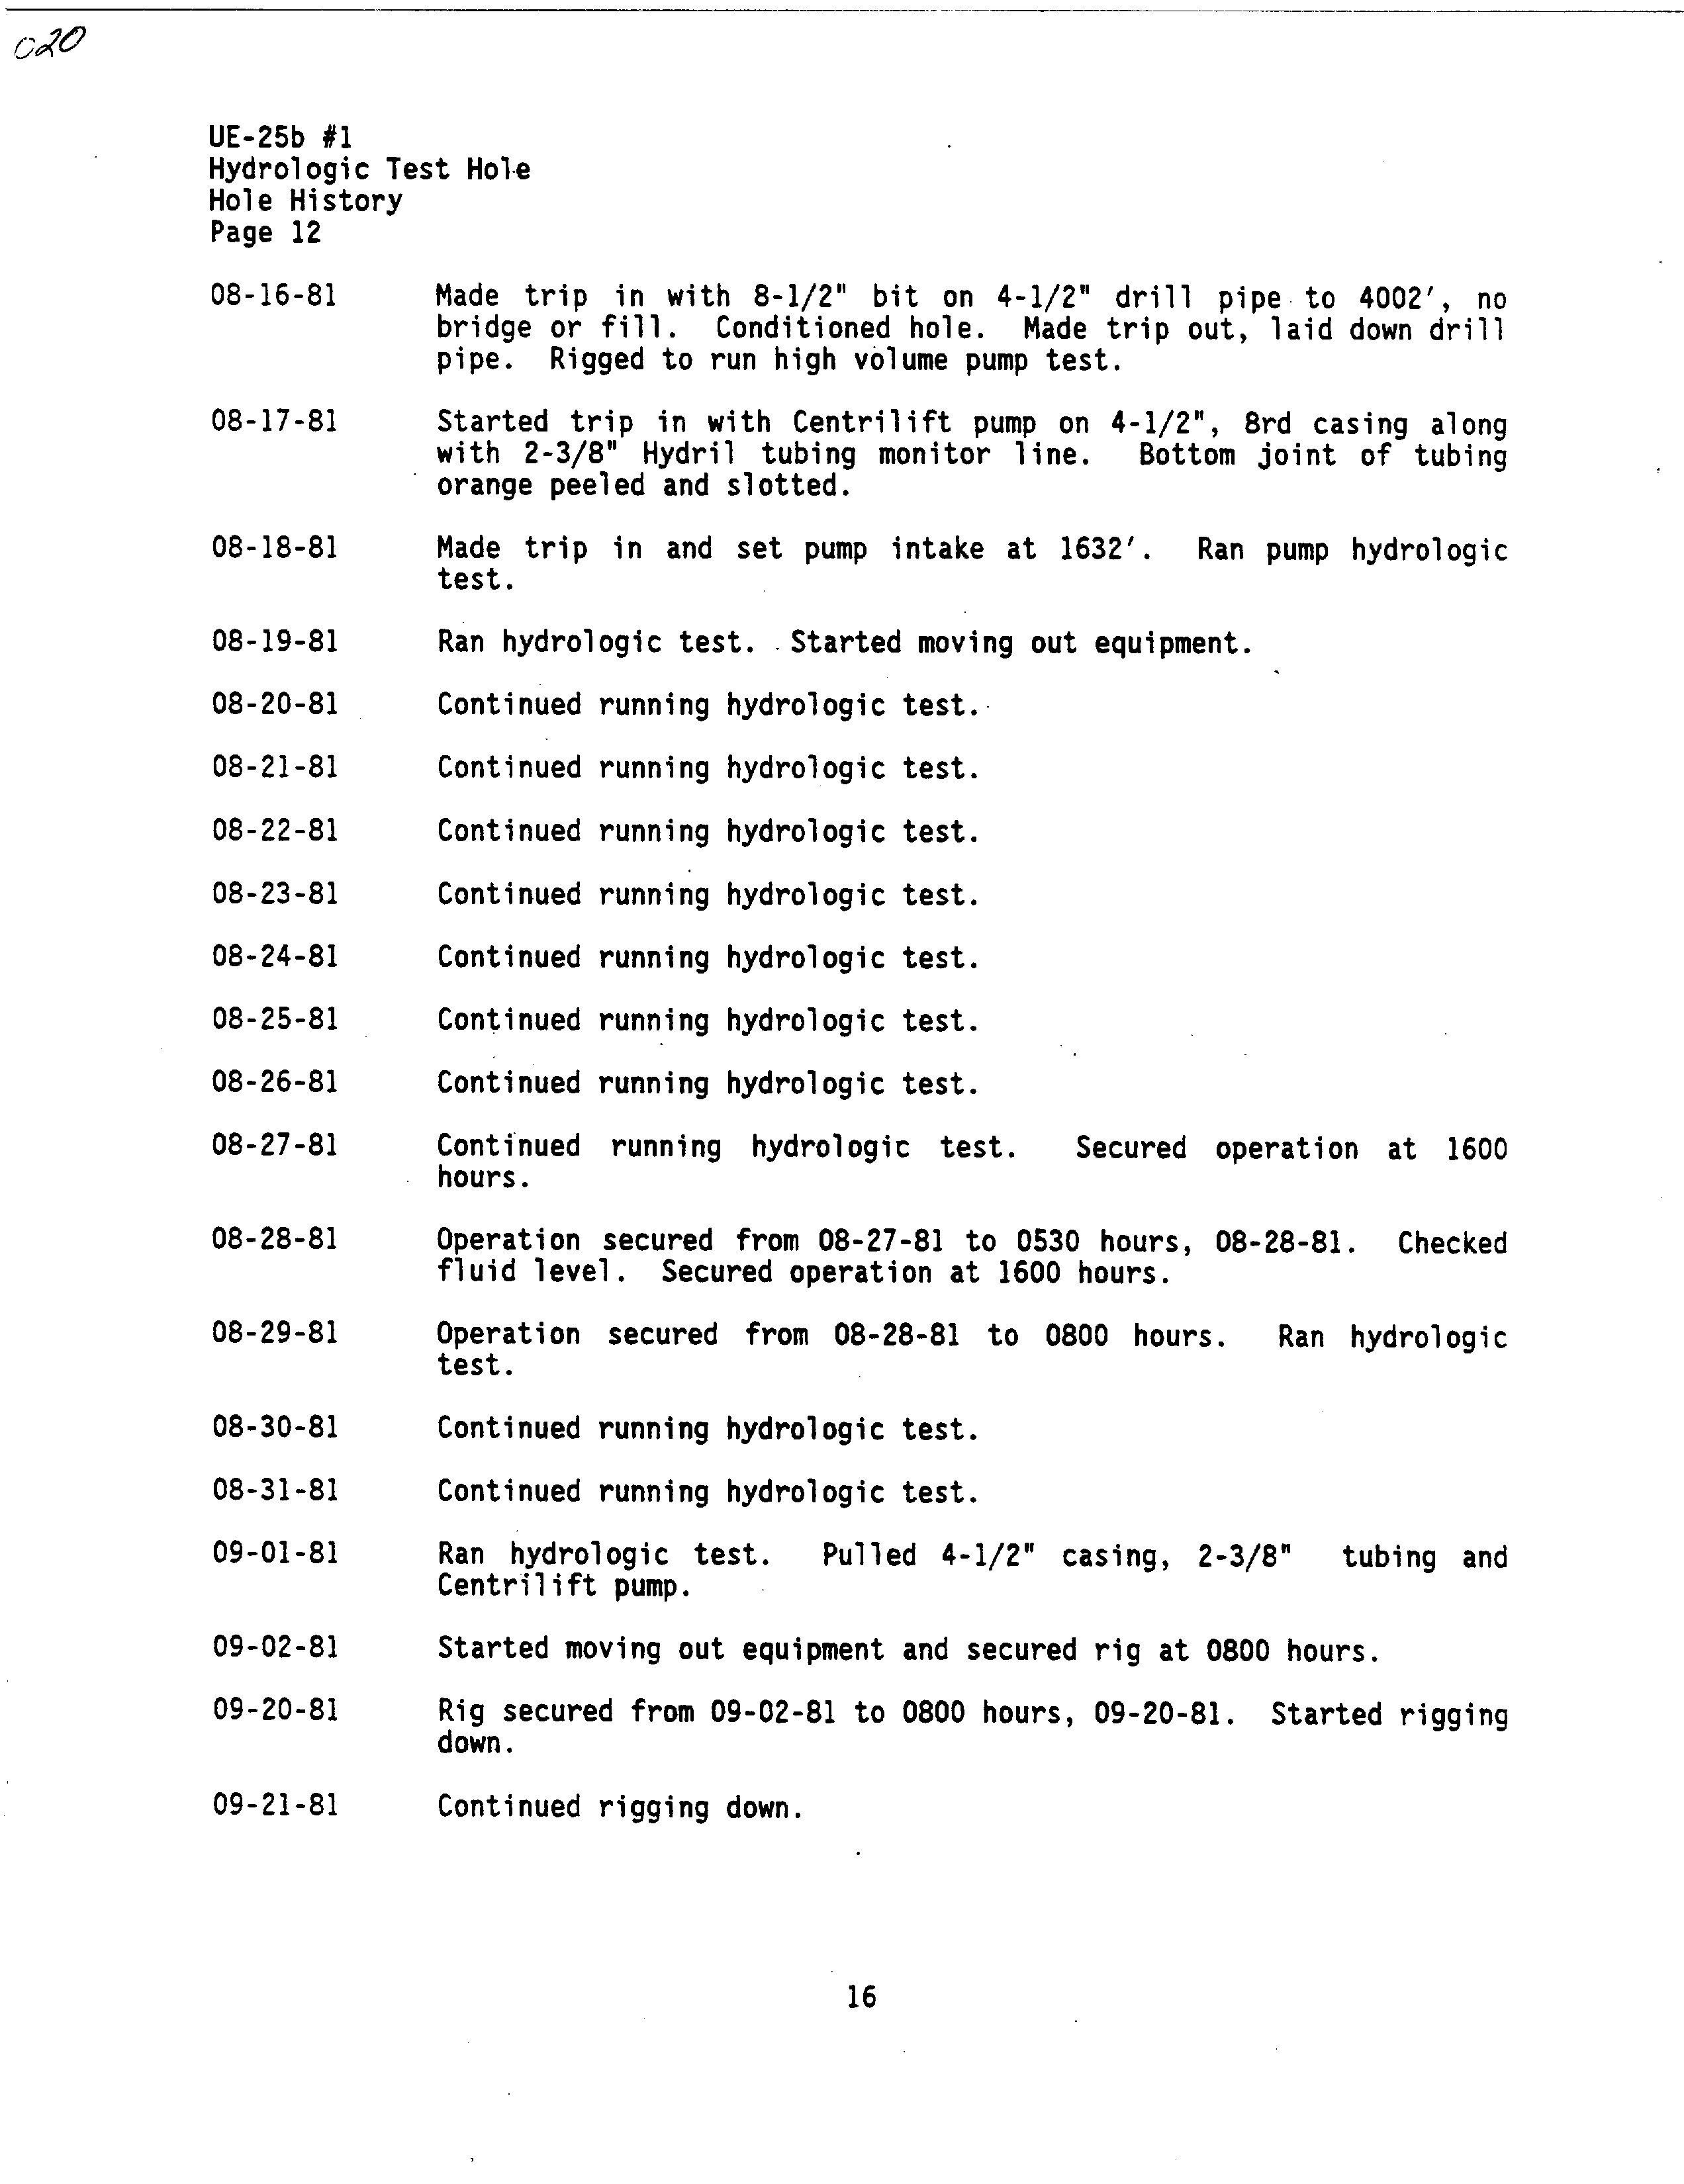 c20
UE-25b #1
Hydrologic Test Hole
Hole History
Page 12
08-16-81 Made trip in with 8-1/2" bit on 4-1/2" drill pipe to 4002', no
bridge or fill. Conditioned hole. Made trip out, laid down drill
pipe. Rigged to run high volume pump test.
08-17-81 Started trip in with Centrilift pump on 4-1/2", 8rd casing along
with 2-3/8" Hydril tubing monitor line. Bottom joint of tubing
orange peeled and slotted.
08-18-81 Made trip in and set pump intake at 1632'. Ran pump hydrologic
test.
08-19-81 Ran hydrologic test. Started moving out equipment.
08-20-81 Continued running hydrologic test.
08-21-81 Continued running hydrologic test.
08-22-81 Continued running hydrologic test.
08-23-81 Continued running hydrologic test.
08-24-81 Continued running hydrologic test.
08-25-81 Continued running hydrologic test.
08-26-81 Continued running hydrologic test.
08-27-81 Continued running hydrologic test. Secured operation at 1600
hours.
08-28-81 Operation secured from 08-27-81 to 0530 hours, 08-28-81. Checked
fluid level. Secured operation at 1600 hours.
08-29-81 Operation secured from 08-28-81 to 0800 hours. Ran hydrologic
test.
08-30-81 Continued running hydrologic test.
08-31-81 Continued running hydrologic test.
09-01-81 Ran hydrologic test. Pulled 4-1/2" casing, 2-3/8" tubing and
Centrilift pump.
09-02-81 Started moving out equipment and secured rig at 0800 hours.
09-20-81 Rig secured from 09-02-81 to 0800 hours, 09-20-81. Started rigging
down.
09-21-81 Continued rigging down.
16